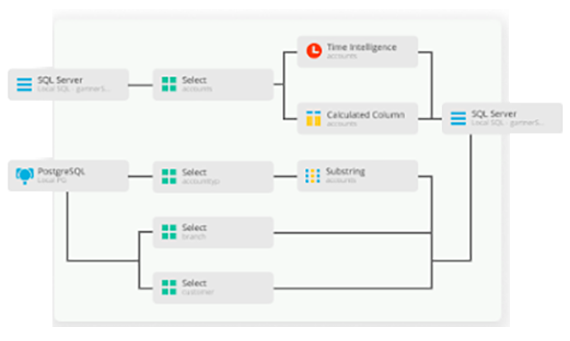 Time Intelligence
accounts
SQL Server
Local SQL - gartnerS...
Select
accounts
Calculated Column
accounts
SQL Server
Local SQL - gartnerS...
PostgreSQL
Local PG
Select
accounttyp
Substring
accounts
Select
branch
Select
customer